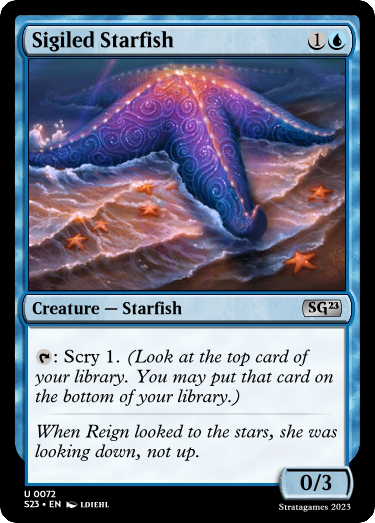 Sigiled Starfish 1
Creature — Starfish SG23
: Scry 1. (Look at the top card of
your library. You may put that card on
the bottom of your library.)
When Reign looked to the stars, she was
looking down, not up.
0/3
U 0072
S23 • EN LDIEHL
Stratagames 2023